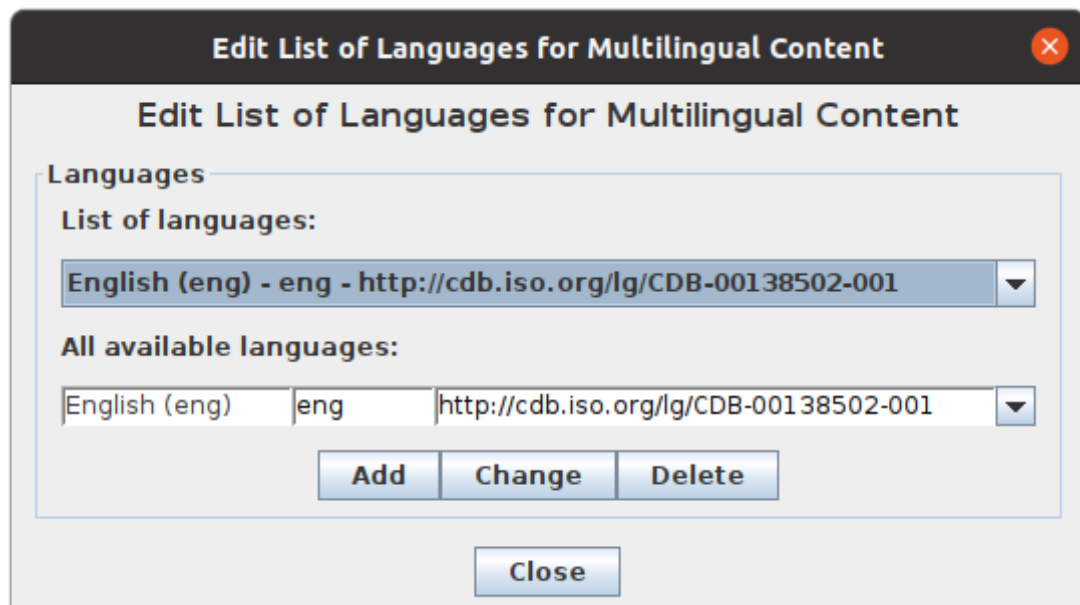 Edit List of Languages for Multilingual Content
Edit List of Languages for Multilingual Content
Languages
List of languages:
English (eng) - eng - http://cdb.iso.org/lg/CDB-00138502-001
All available languages:
English (eng) eng http://cdb.iso.org/lg/CDB-00138502-001
Add Change Delete
Close